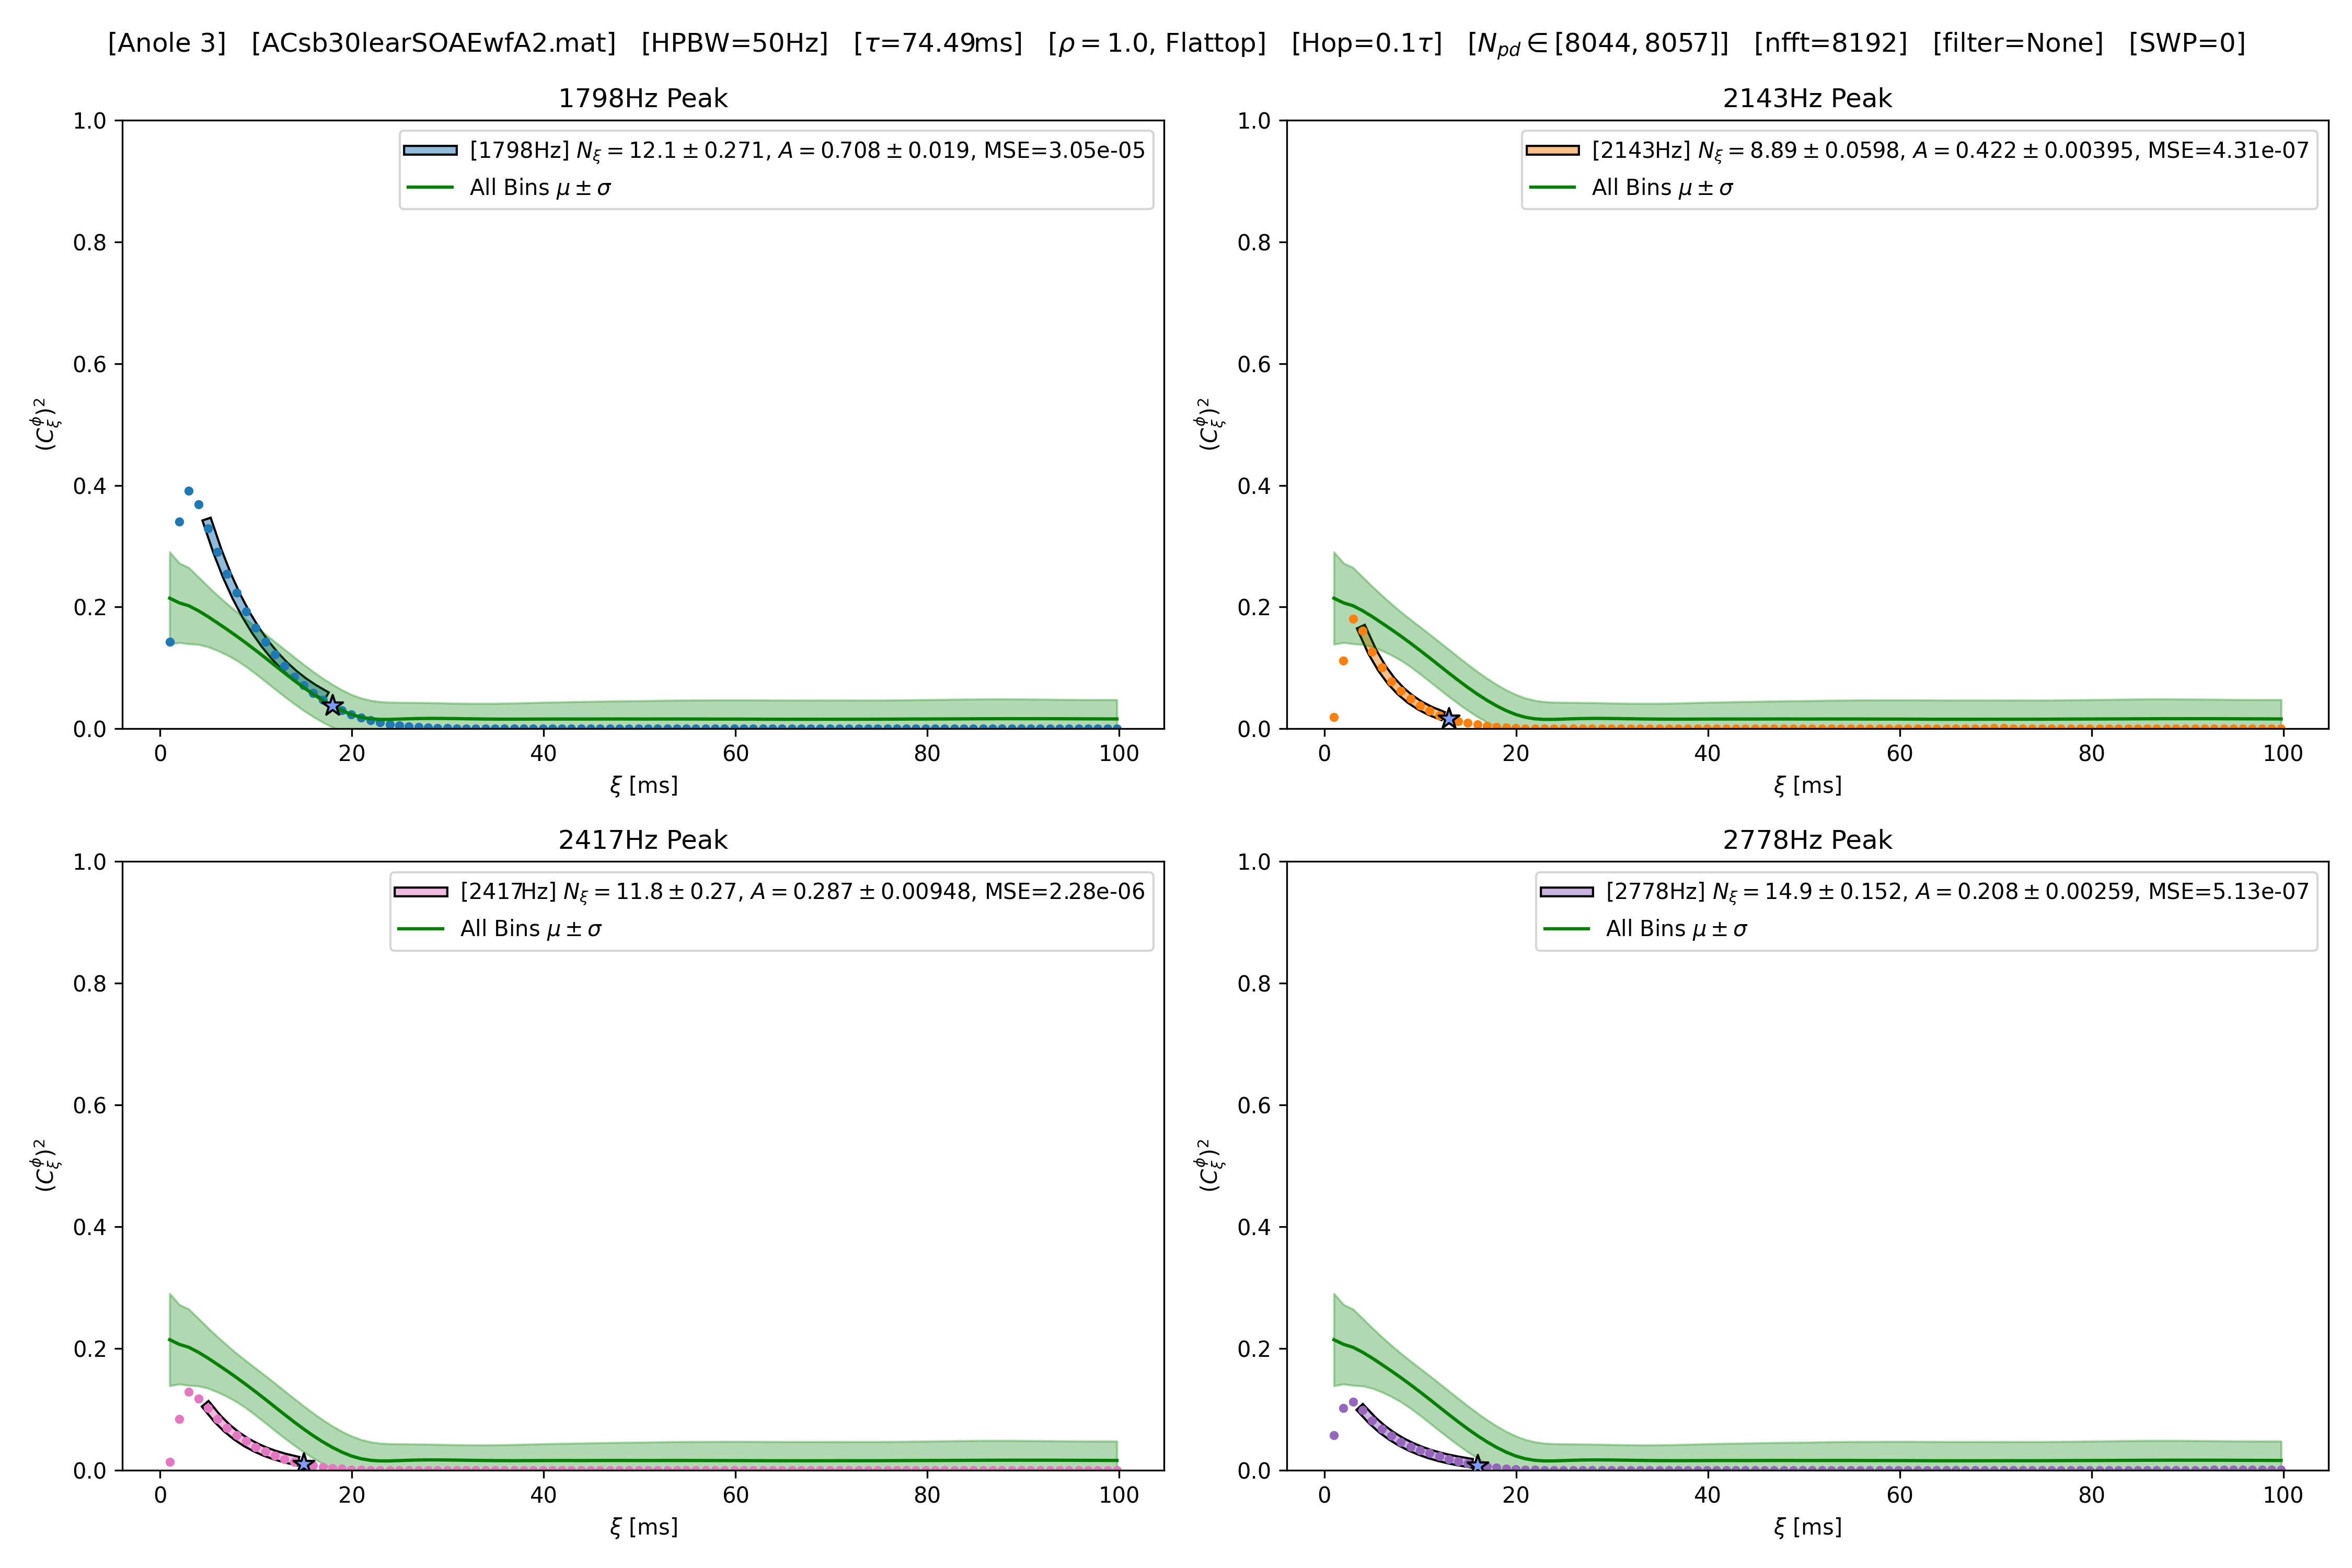 [Anole 3] [ACsb30learSOAEwfA2.mat] [HPBW=50Hz] [τ=74.49ms] [ρ = 1.0, Flattop] [Hop=0.1τ] [N_pd ∈ [8044, 8057]] [nfft=8192] [filter=None] [SWP=0]
1798Hz Peak
[1798Hz] N_ξ = 12.1 ± 0.271, A = 0.708 ± 0.019, MSE=3.05e-05
All Bins μ ± σ
1.0
0.8
0.6
0.4
0.2
0.0
(C_ξ^ϕ)²
0 20 40 60 80 100
ξ [ms]
2143Hz Peak
[2143Hz] N_ξ = 8.89 ± 0.0598, A = 0.422 ± 0.00395, MSE=4.31e-07
All Bins μ ± σ
1.0
0.8
0.6
0.4
0.2
0.0
(C_ξ^ϕ)²
0 20 40 60 80 100
ξ [ms]
2417Hz Peak
[2417Hz] N_ξ = 11.8 ± 0.27, A = 0.287 ± 0.00948, MSE=2.28e-06
All Bins μ ± σ
1.0
0.8
0.6
0.4
0.2
0.0
(C_ξ^ϕ)²
0 20 40 60 80 100
ξ [ms]
2778Hz Peak
[2778Hz] N_ξ = 14.9 ± 0.152, A = 0.208 ± 0.00259, MSE=5.13e-07
All Bins μ ± σ
1.0
0.8
0.6
0.4
0.2
0.0
(C_ξ^ϕ)²
0 20 40 60 80 100
ξ [ms]